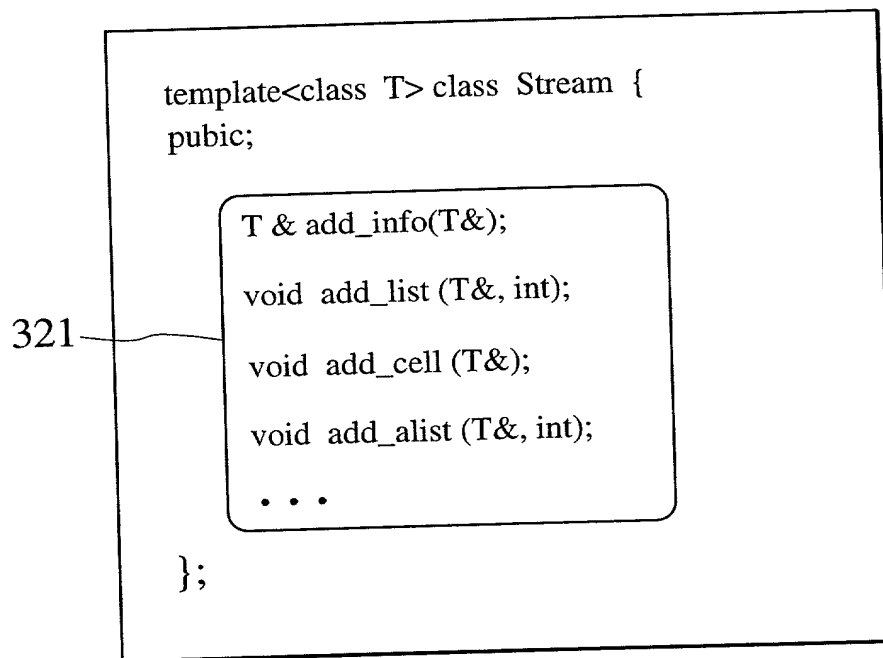 template<class T> class Stream {
pubic;
T & add_info(T&);
void add_list (T&, int);
321
void add_cell (T&);
void add_alist (T&, int);
• • •
};